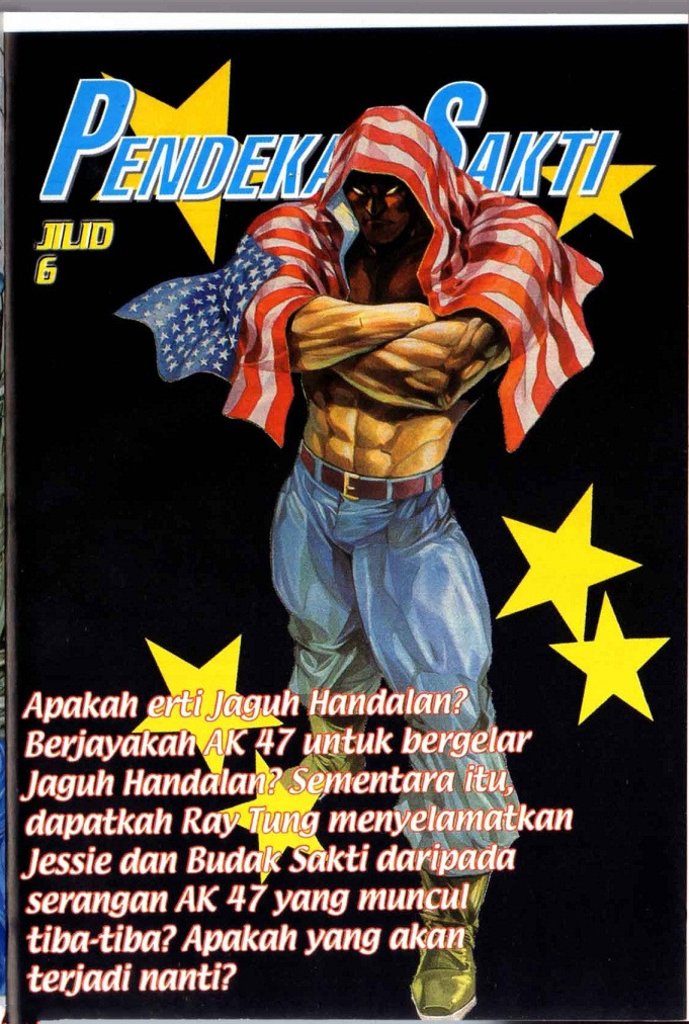 PENDEKAR SAKTI
JILID
6
Apakah erti Jaguh Handalan?
Berjayakah AK 47 untuk bergelar
Jaguh Handalan? Sementara itu,
dapatkah Ray Tung menyelamatkan
Jessie dan Budak Sakti daripada
serangan AK 47 yang muncul
tiba-tiba? Apakah yang akan
terjadi nanti?